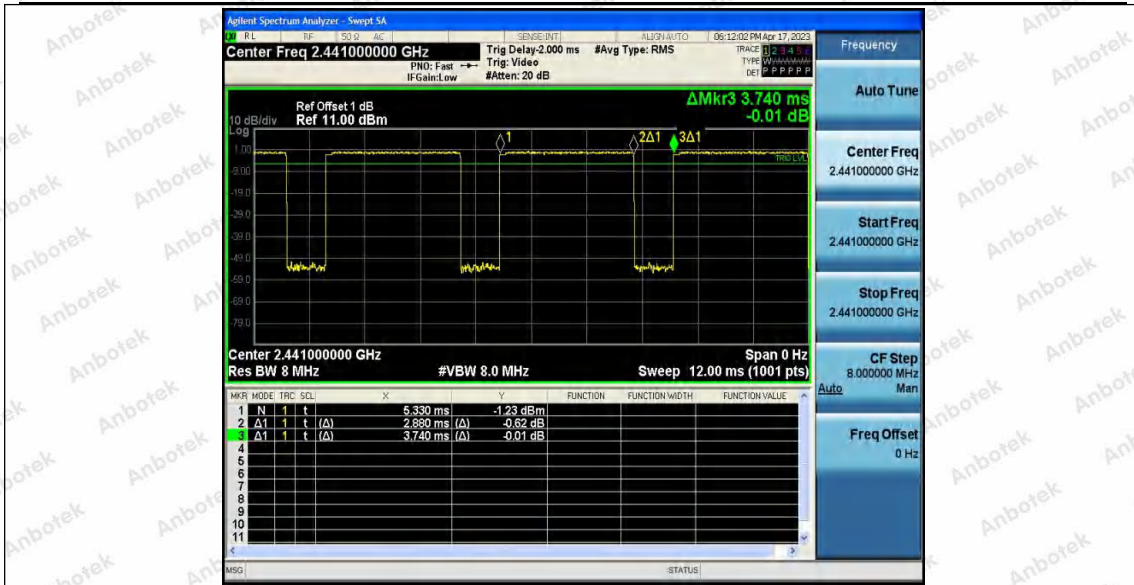 Agilent Spectrum Analyzer - Swept SA
RL RF 50 Ω AC SENSE:INT ALIGN AUTO 06:12:02 PM Apr 17, 2023
Center Freq 2.441000000 GHz
PNO: Fast
IFGain:Low
Trig Delay-2.000 ms
Trig: Video
#Atten: 20 dB
#Avg Type: RMS
TRACE 1 2 3 4 5 6
TYPE W
DET P P P P P P
Ref Offset 1 dB
Ref 11.00 dBm
10 dB/div
Log
ΔMkr3 3.740 ms
-0.01 dB
1
2Δ1
3Δ1
TRIG LVL
1.00
-9.00
-19.0
-29.0
-39.0
-49.0
-59.0
-69.0
-79.0
Center 2.441000000 GHz Span 0 Hz
Res BW 8 MHz #VBW 8.0 MHz Sweep 12.00 ms (1001 pts)
MKR MODE TRC SCL X Y FUNCTION FUNCTION WIDTH FUNCTION VALUE
1 N 1 t 5.330 ms -1.23 dBm
2 Δ1 1 t (Δ) 2.880 ms (Δ) -0.62 dB
3 Δ1 1 t (Δ) 3.740 ms (Δ) -0.01 dB
4
5
6
7
8
9
10
11
MSG STATUS
Frequency
Auto Tune
Center Freq
2.441000000 GHz
Start Freq
2.441000000 GHz
Stop Freq
2.441000000 GHz
CF Step
8.000000 MHz
Auto Man
Freq Offset
0 Hz
Anbotek